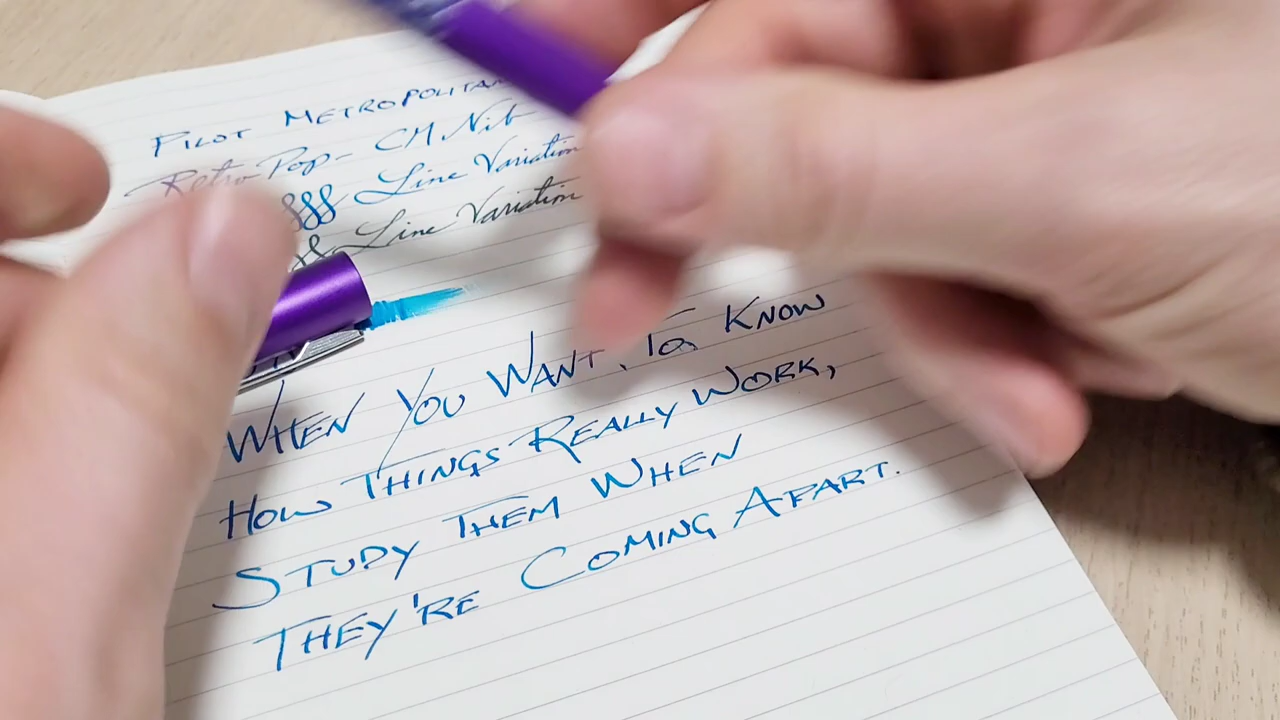 PILOT METROPOLITAN
Retro Pop - CM Nib
Line Variation
Line Variation
WHEN YOU WANT TO KNOW
HOW THINGS REALLY WORK,
STUDY THEM WHEN
THEY'RE COMING APART.